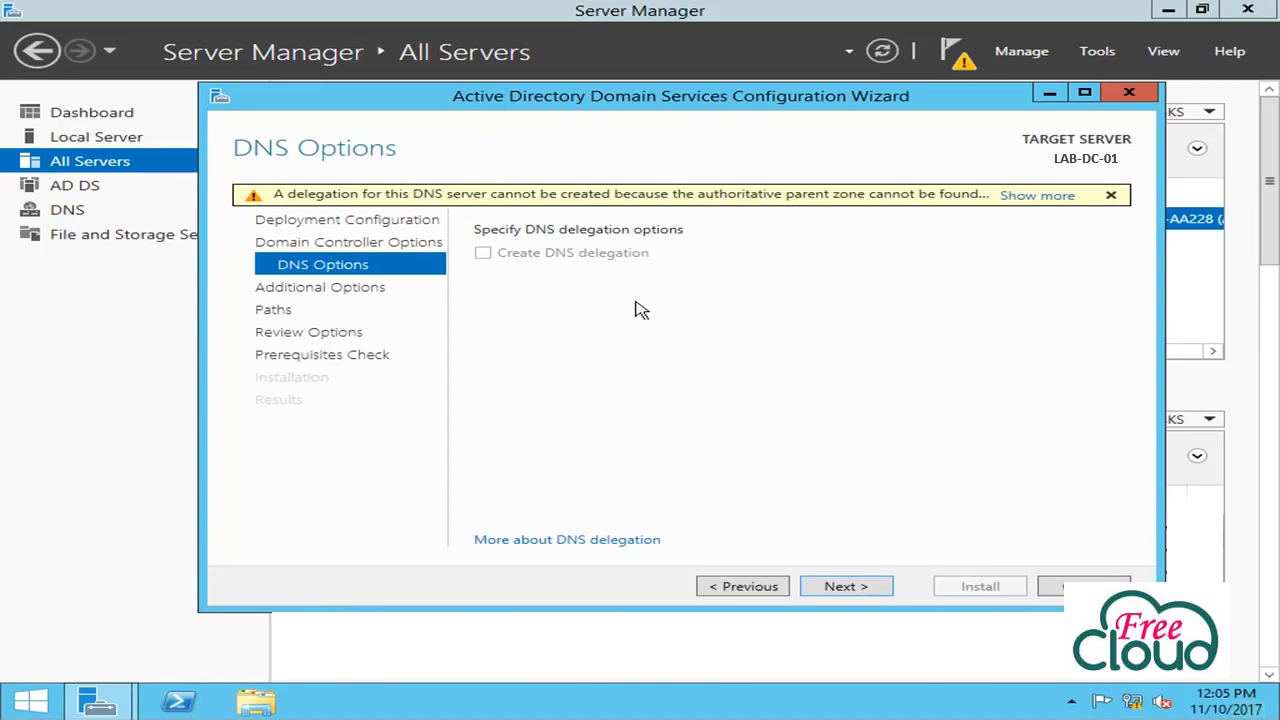 Server Manager
Server Manager ‣ All Servers
Manage Tools View Help
Dashboard
Local Server
All Servers
AD DS
DNS
File and Storage Se
Active Directory Domain Services Configuration Wizard
DNS Options
TARGET SERVER
LAB-DC-01
A delegation for this DNS server cannot be created because the authoritative parent zone cannot be found... Show more
Deployment Configuration
Domain Controller Options
DNS Options
Additional Options
Paths
Review Options
Prerequisites Check
Installation
Results
Specify DNS delegation options
Create DNS delegation
More about DNS delegation
< Previous
Next >
Install
KS
-AA228 (
KS
Free
Cloud
12:05 PM
11/10/2017